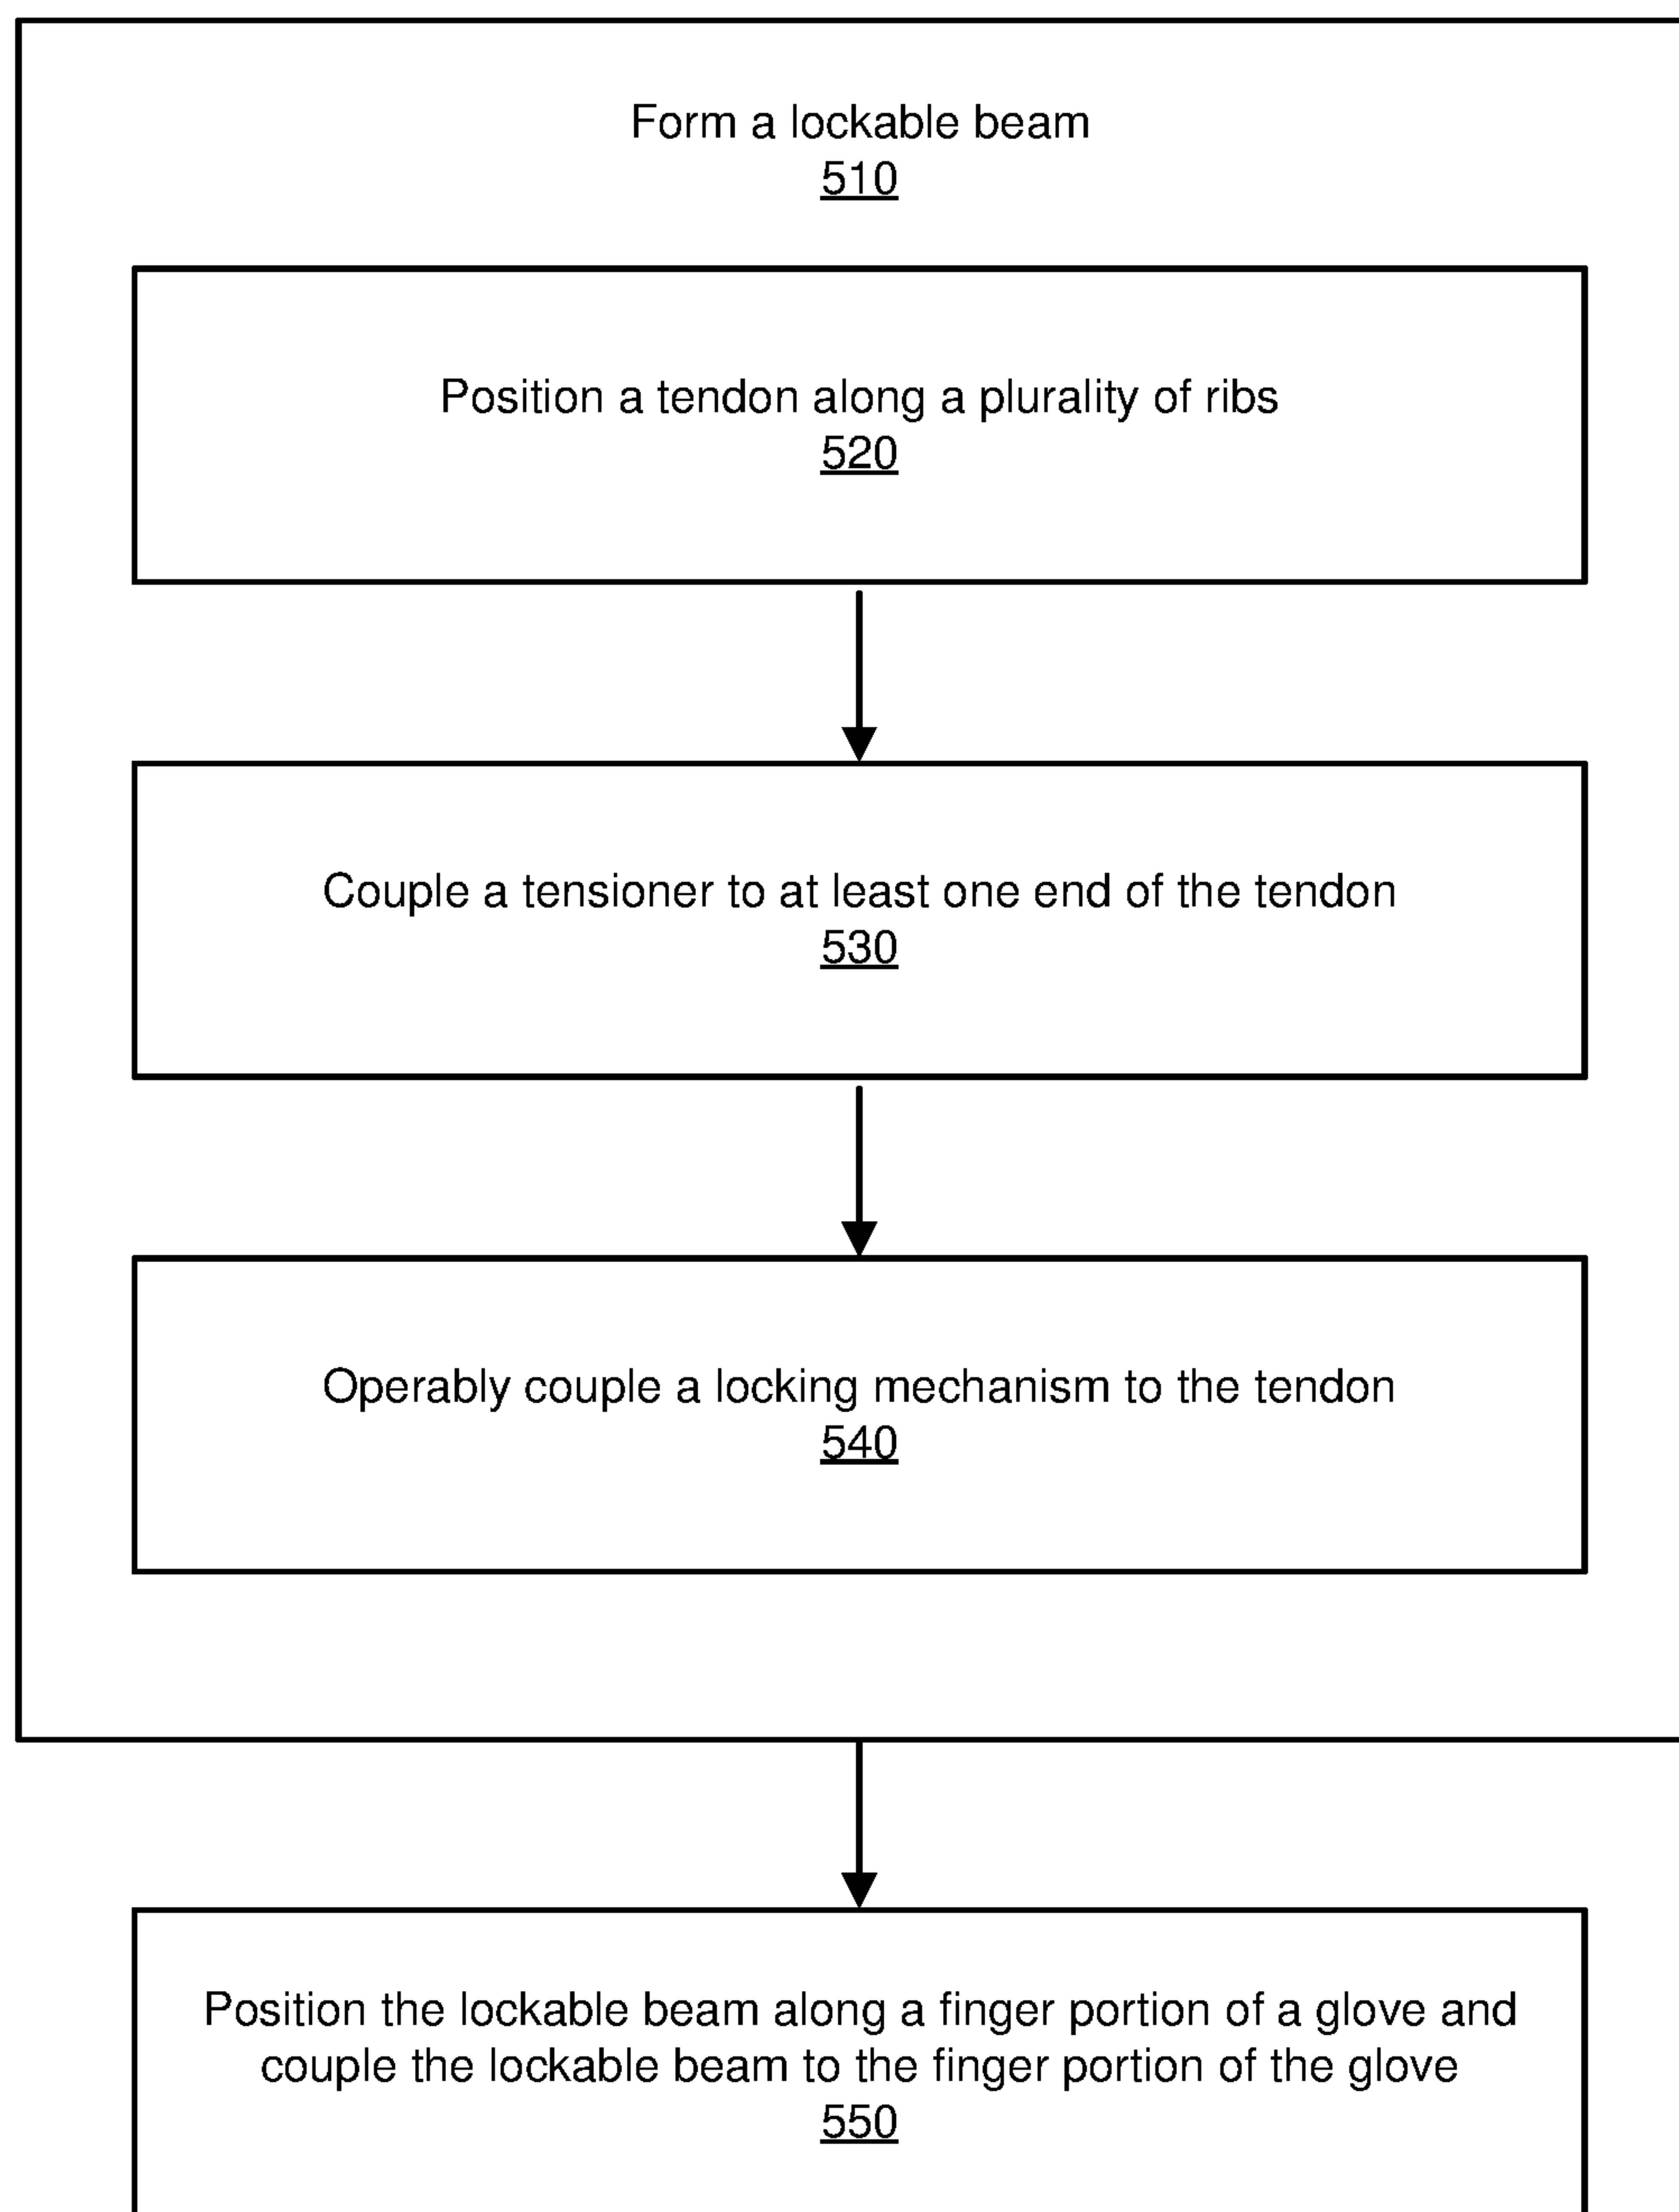 Form a lockable beam
510
Position a tendon along a plurality of ribs
520
Couple a tensioner to at least one end of the tendon
530
Operably couple a locking mechanism to the tendon
540
Position the lockable beam along a finger portion of a glove and
couple the lockable beam to the finger portion of the glove
550